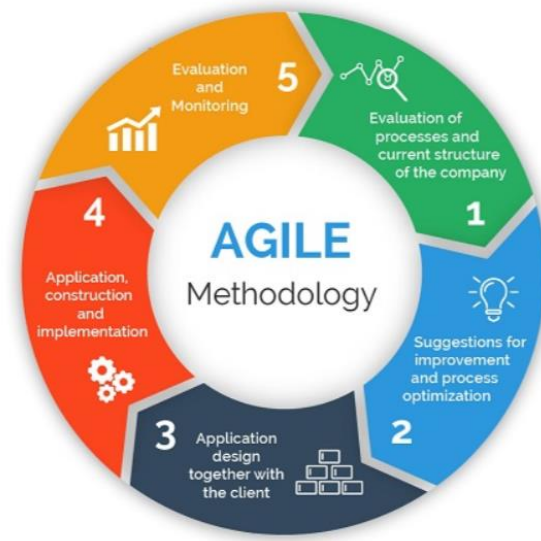 AGILE
Methodology
Evaluation of
processes and
current structure
of the company
1
Suggestions for
improvement
and process
optimization
2
3
Application
design
together with
the client
4
Application,
construction
and
implementation
Evaluation
and
Monitoring
5